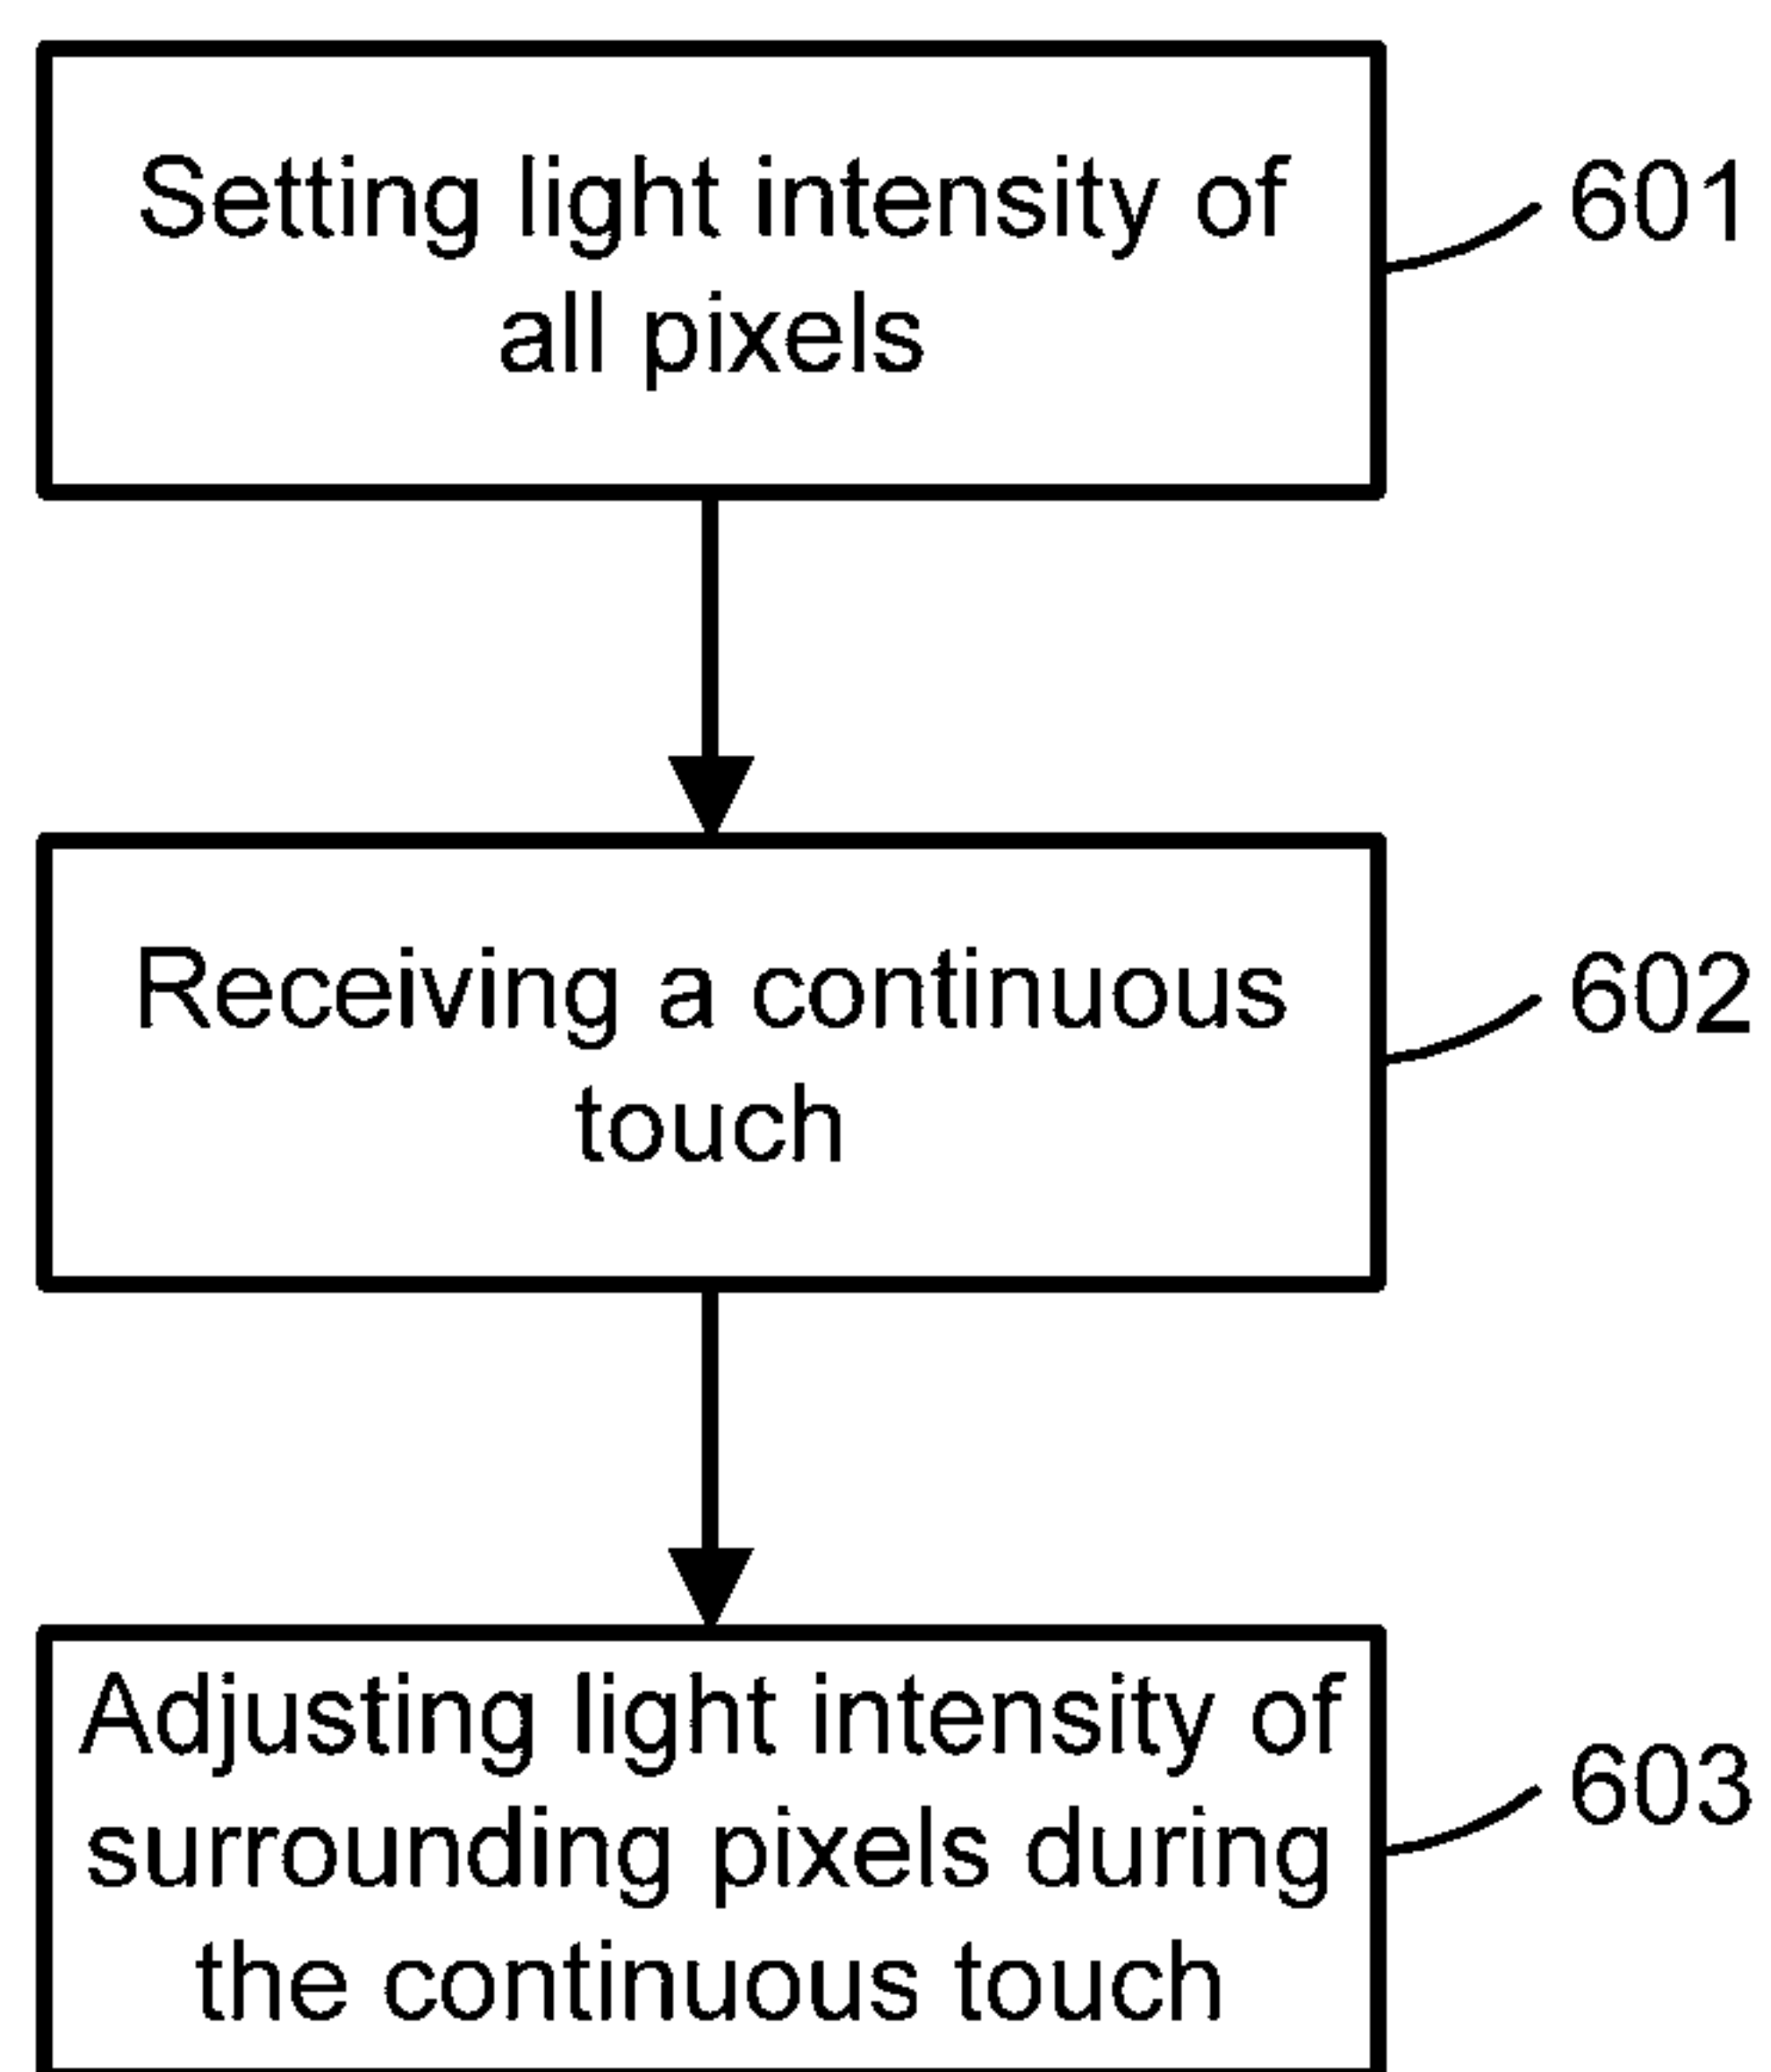 Setting light intensity of
all pixels
601
Receiving a continuous
touch
602
Adjusting light intensity of
surrounding pixels during
the continuous touch
603